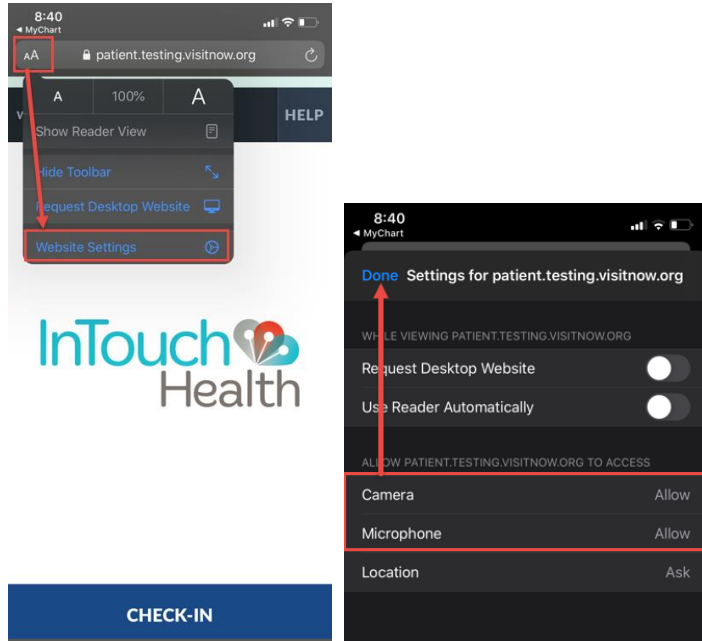 8:40
MyChart
AA patient.testing.visitnow.org
A 100% A
HELP
Show Reader View
Hide Toolbar
Request Desktop Website
Website Settings
InTouch
Health
CHECK-IN
8:40
MyChart
Done Settings for patient.testing.visitnow.org
WHILE VIEWING PATIENT.TESTING.VISITNOW.ORG
Request Desktop Website
Use Reader Automatically
ALLOW PATIENT.TESTING.VISITNOW.ORG TO ACCESS
Camera Allow
Microphone Allow
Location Ask